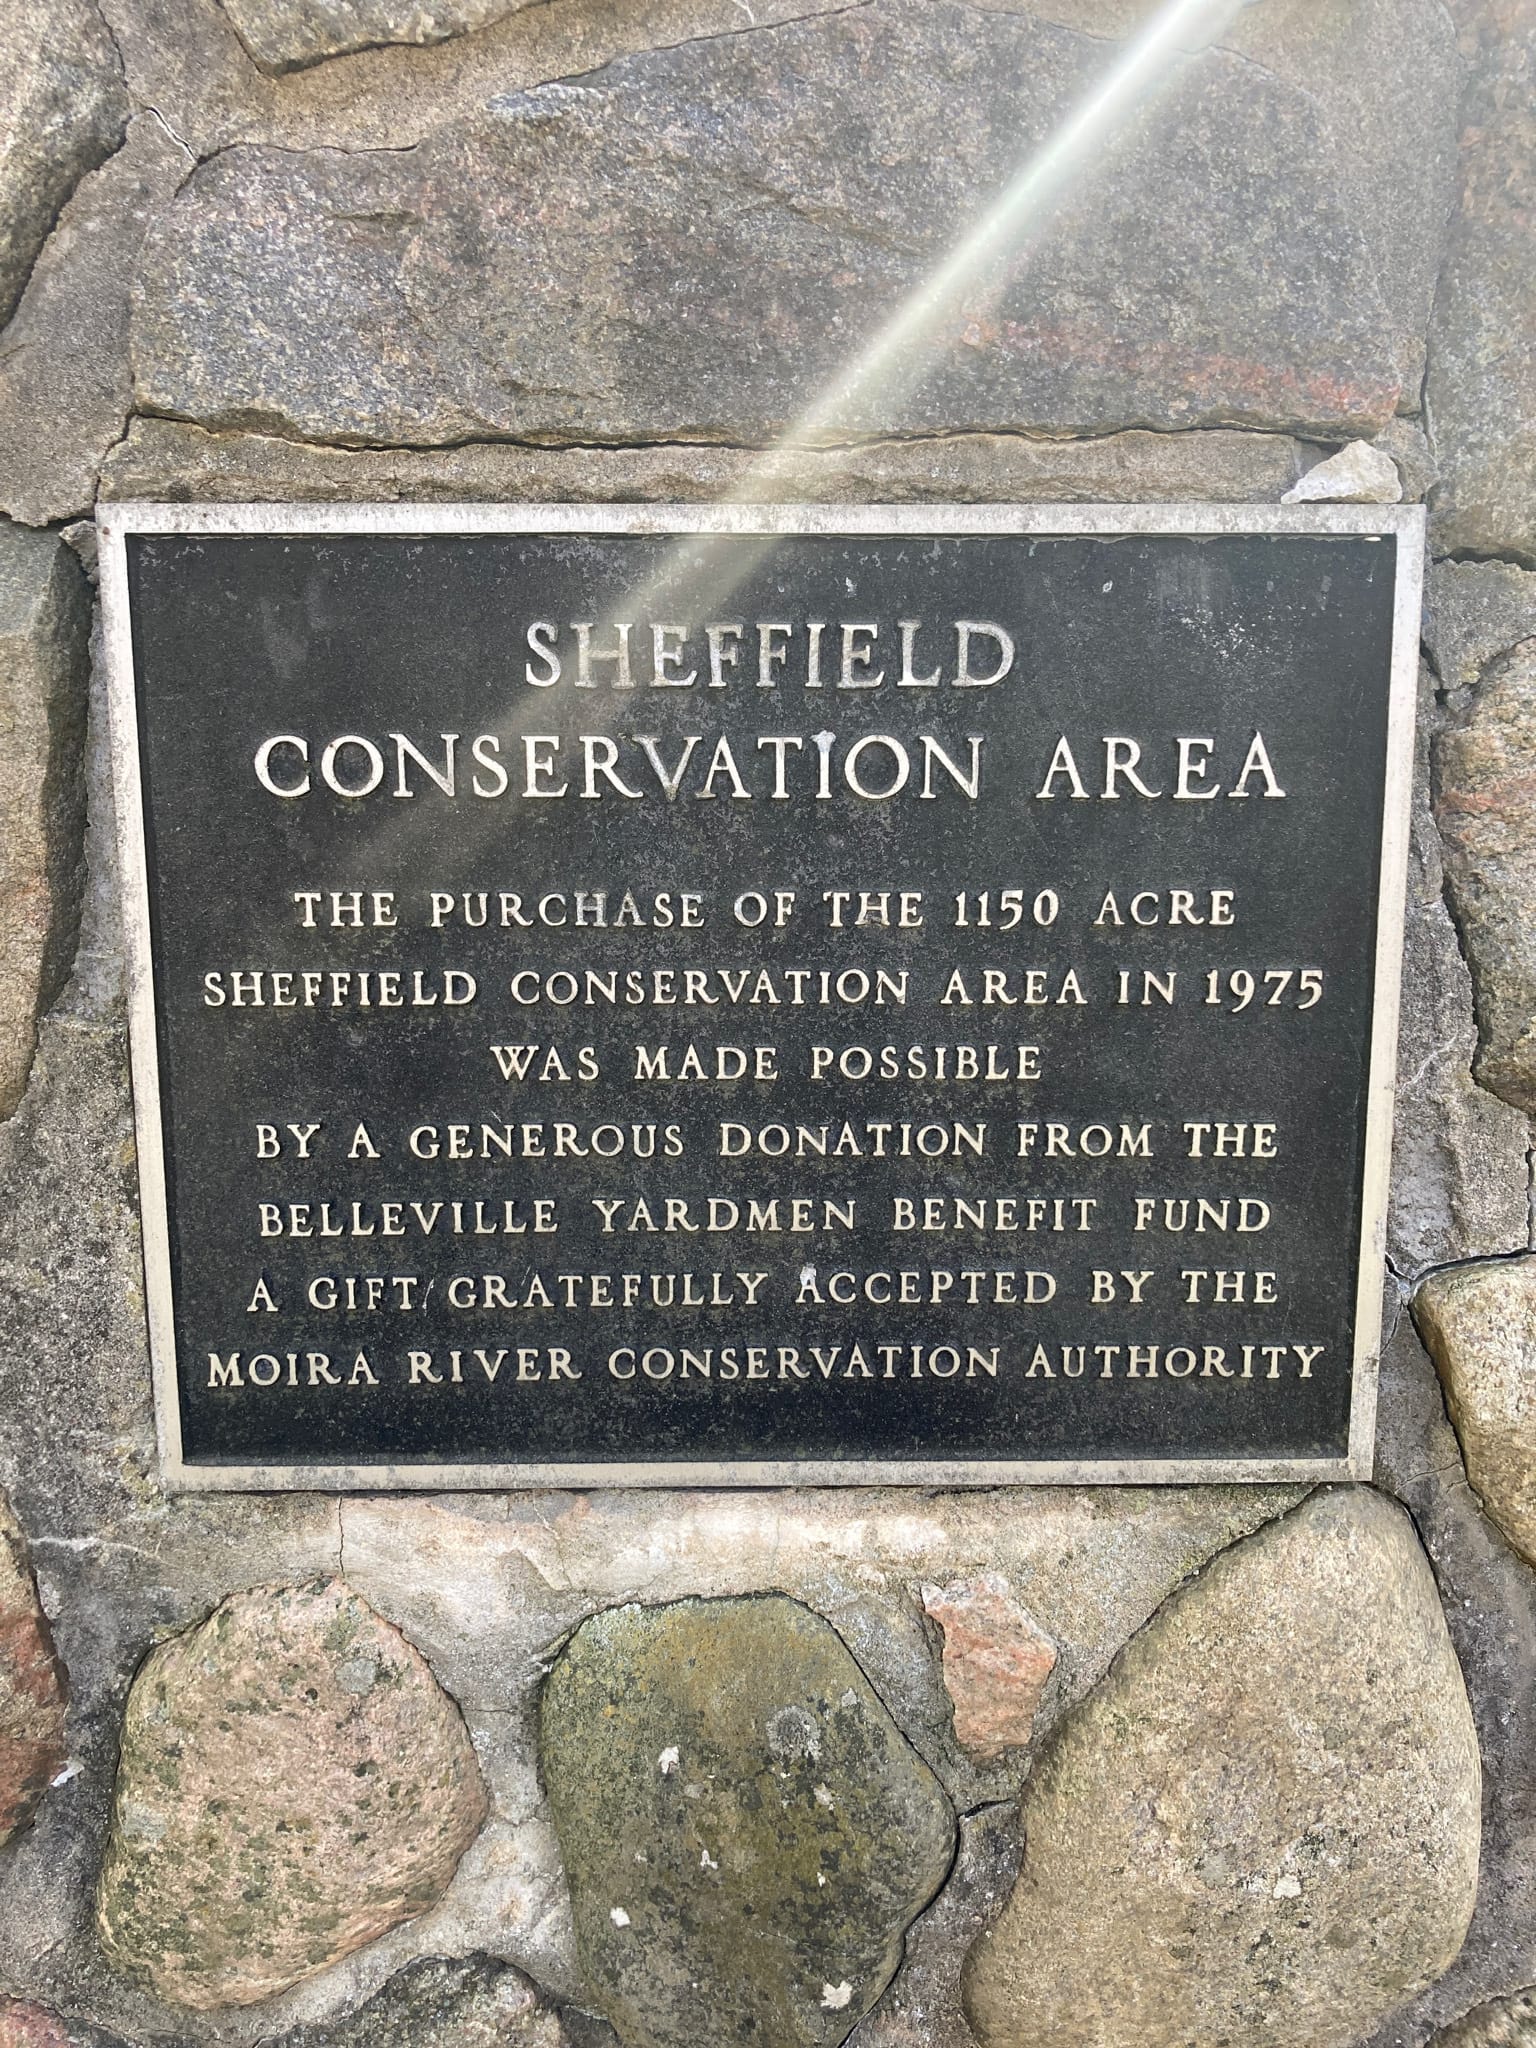 SHEFFIELD
CONSERVATION AREA
THE PURCHASE OF THE 1150 ACRE
SHEFFIELD CONSERVATION AREA IN 1975
WAS MADE POSSIBLE
BY A GENEROUS DONATION FROM THE
BELLEVILLE YARDMEN BENEFIT FUND
A GIFT GRATEFULLY ACCEPTED BY THE
MOIRA RIVER CONSERVATION AUTHORITY